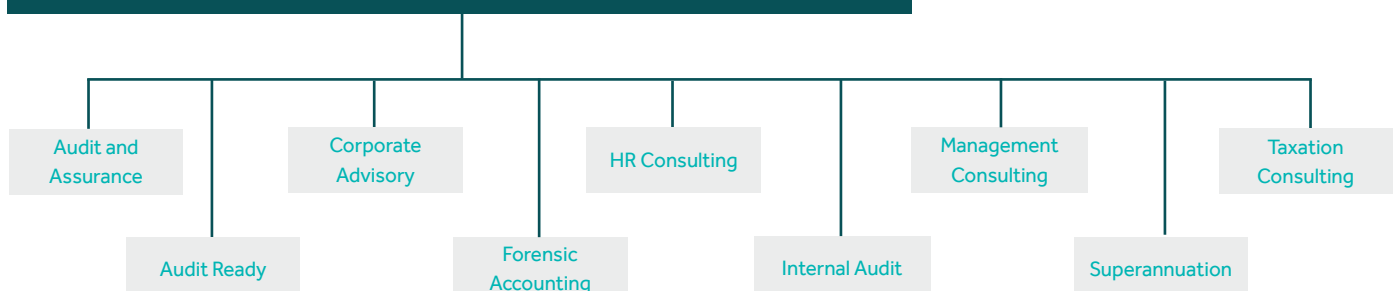 Audit and
Assurance
Corporate
Advisory
HR Consulting
Management
Consulting
Taxation
Consulting
Audit Ready
Forensic
Accounting
Internal Audit
Superannuation